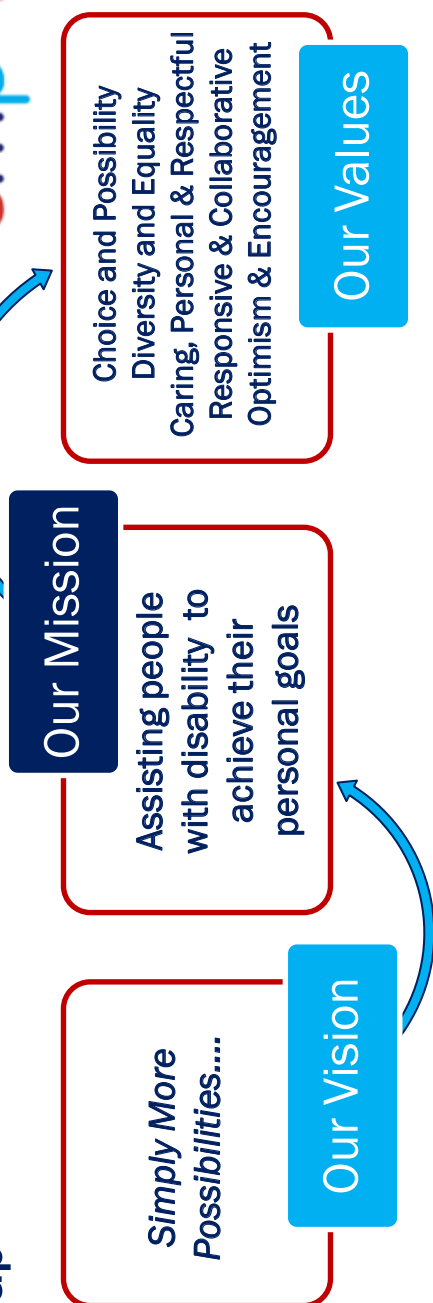 Simply More
Possibilities....
Our Vision
Our Mission
Assisting people
with disability to
achieve their
personal goals
Choice and Possibility
Diversity and Equality
Caring, Personal & Respectful
Responsive & Collaborative
Optimism & Encouragement
Our Values